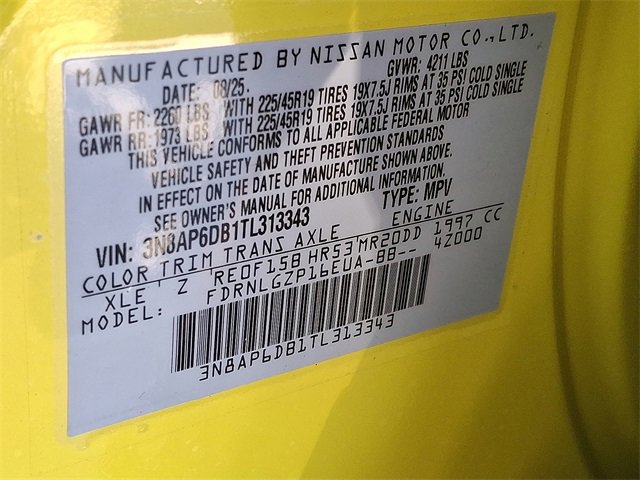 MANUFACTURED BY NISSAN MOTOR CO.,LTD.
DATE: 08/25. GVWR: 4211 LBS
GAWR FR: 2260 LBS WITH 225/45R19 TIRES 19X7.5J RIMS AT 35 PSI COLD SINGLE
GAWR RR: 1973 LBS WITH 225/45R19 TIRES 19X7.5J RIMS AT 35 PSI COLD SINGLE
THIS VEHICLE CONFORMS TO ALL APPLICABLE FEDERAL MOTOR
VEHICLE SAFETY AND THEFT PREVENTION STANDARDS
IN EFFECT ON THE DATE OF MANUFACTURE SHOWN ABOVE.
SEE OWNER'S MANUAL FOR ADDITIONAL INFORMATION.
VIN: 3N8AP6DB1TL313343 TYPE: MPV
COLOR TRIM TRANS AXLE ENGINE
XLE Z RE0F15B HR53 MR20DD 1997 CC
MODEL: FDRNLGZP16EUA-BB-- 4Z000
3N8AP6DB1TL313343